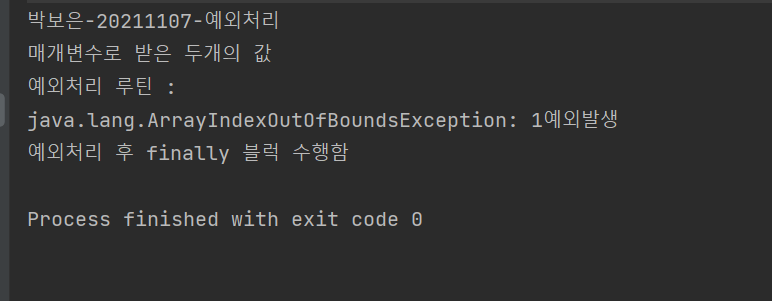 박보은-20211107-예외처리
매개변수로 받은 두개의 값
예외처리 루틴 :
java.lang.ArrayIndexOutOfBoundsException: 1예외발생
예외처리 후 finally 블럭 수행함
Process finished with exit code 0